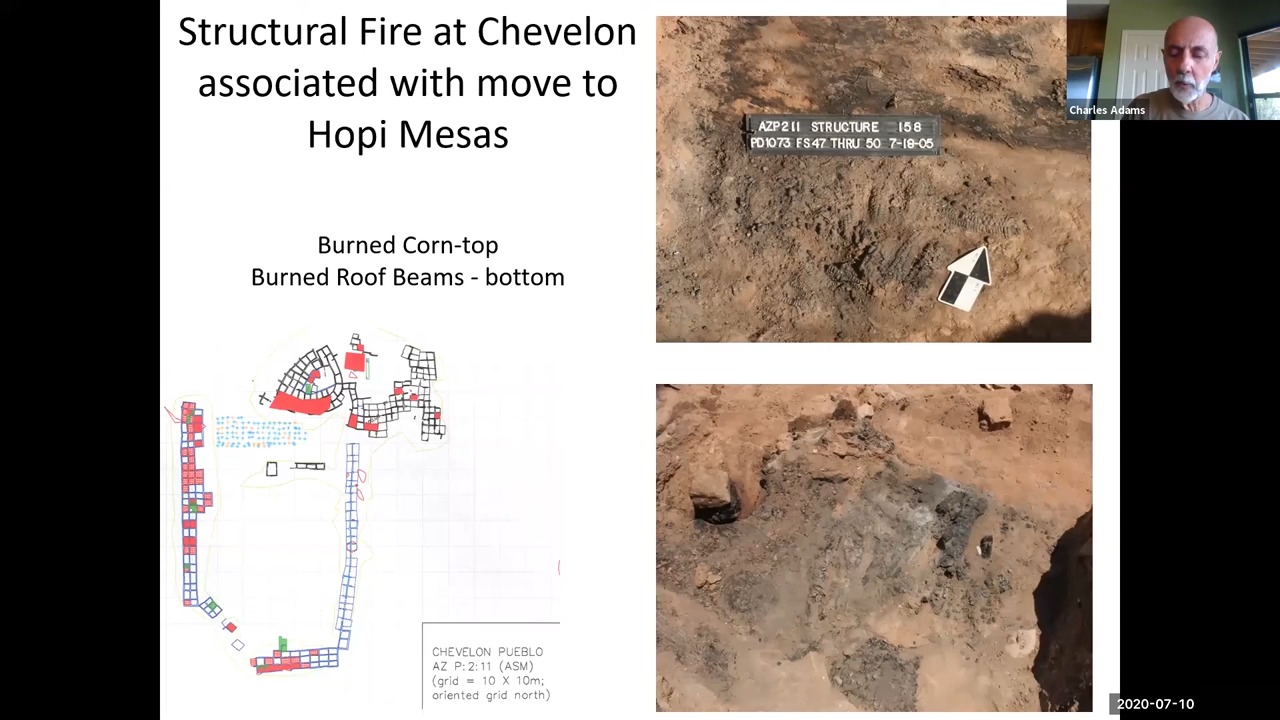 Structural Fire at Chevelon
associated with move to
Hopi Mesas
Burned Corn-top
Burned Roof Beams - bottom
CHEVELON PUEBLO
AZ P:2:11 (ASM)
(grid = 10 X 10m;
oriented grid north)
AZP211 STRUCTURE 158
PD1073 FS47 THRU 50 7-18-05
Charles Adams
2020-07-10